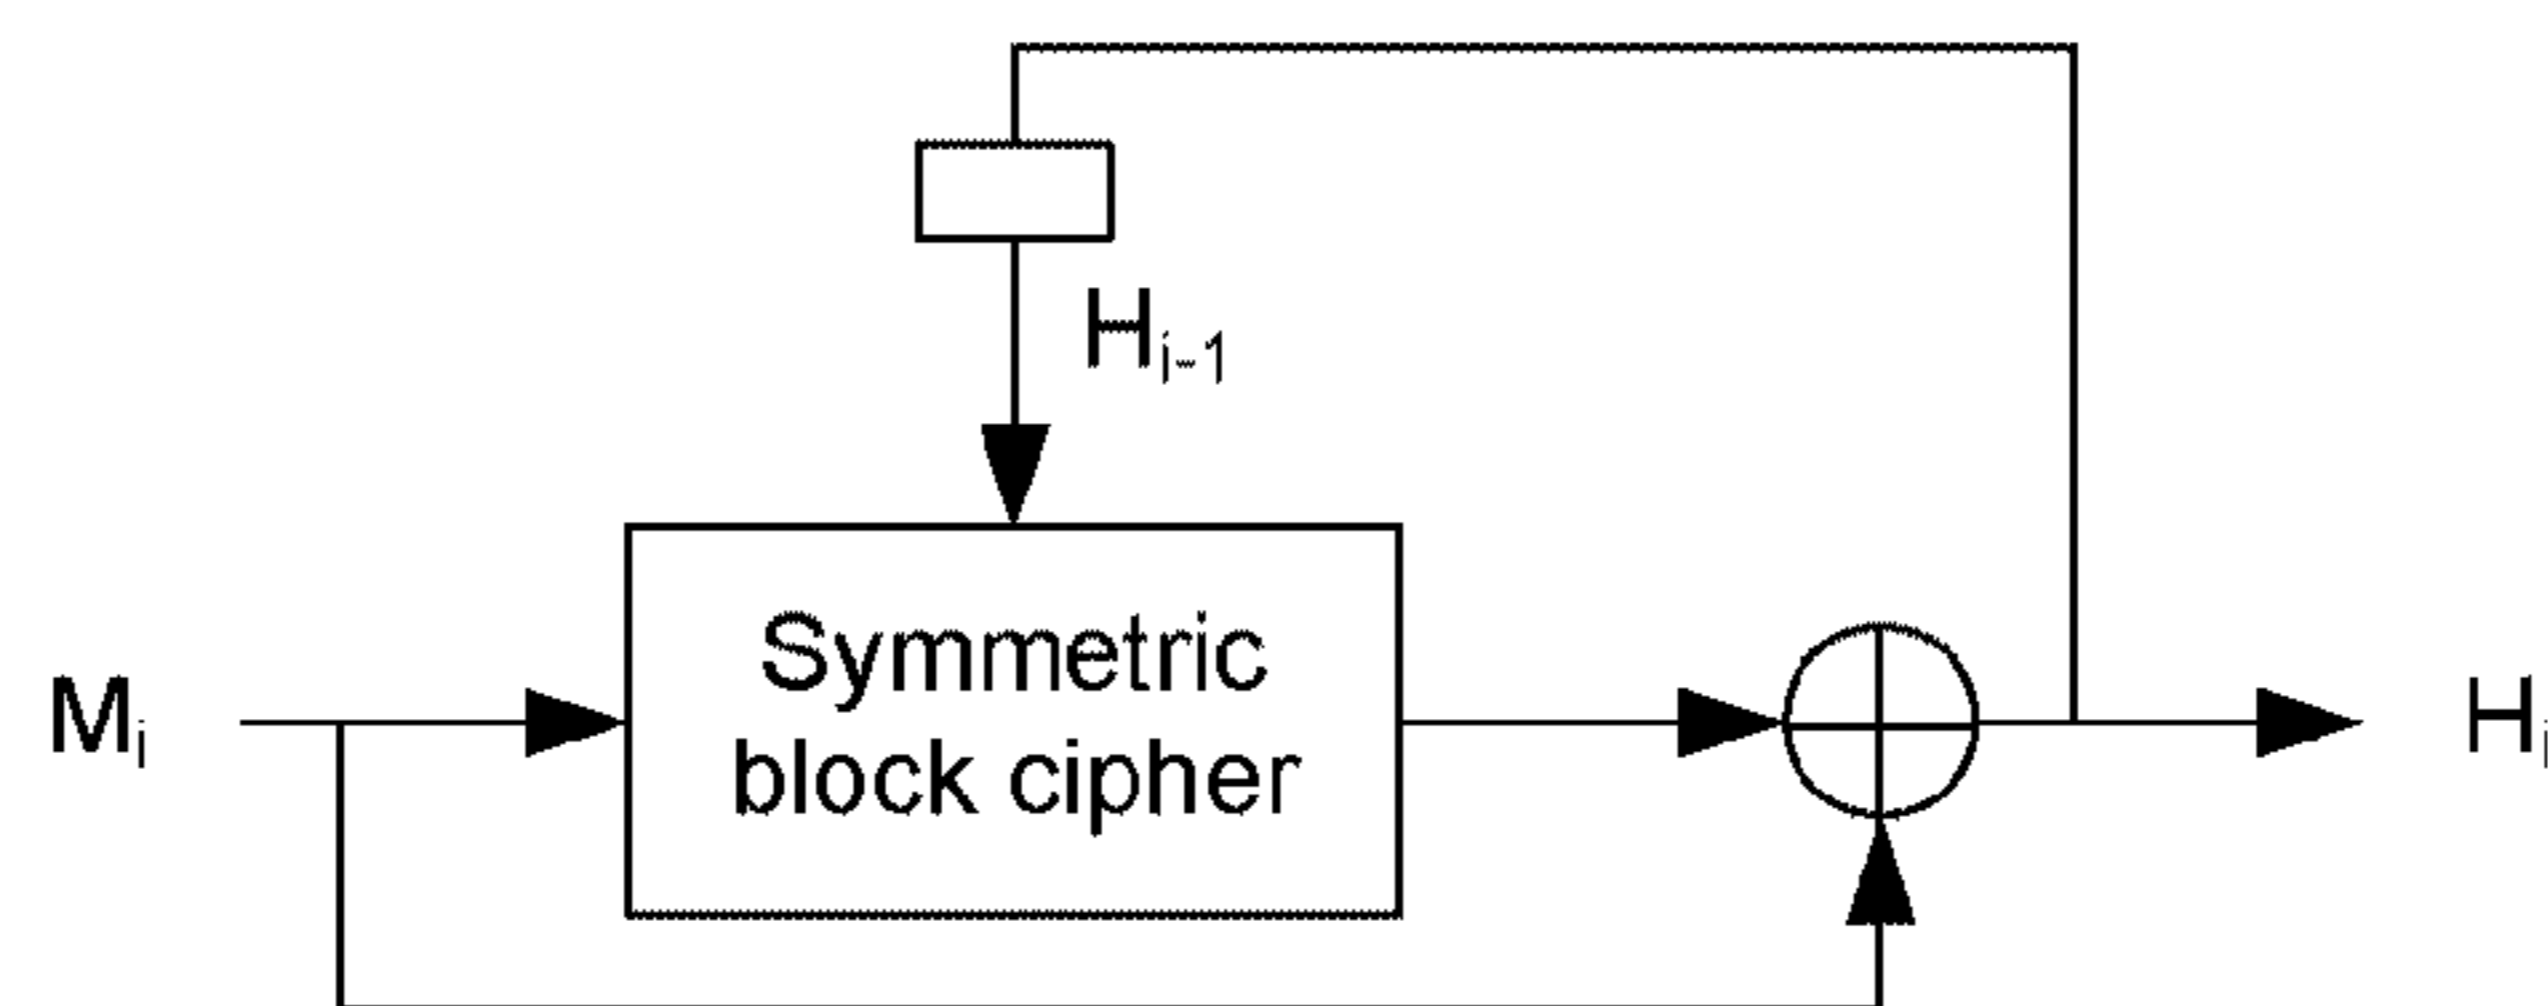 H_{i-1}
Symmetric
block cipher
M_i
H_i